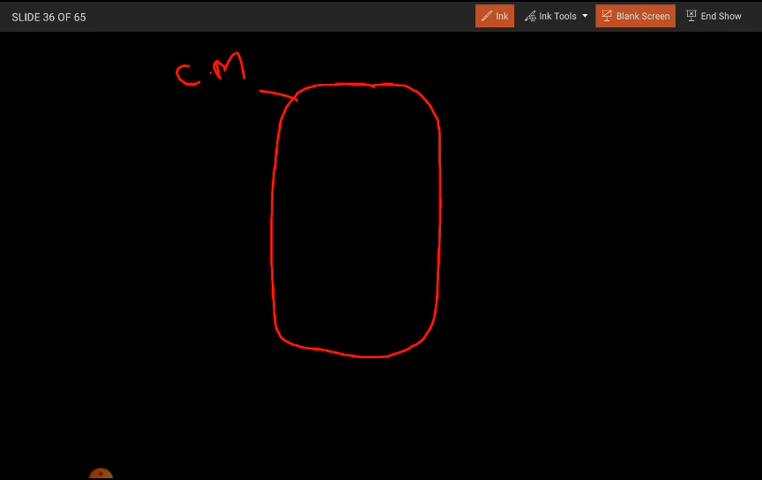 SLIDE 36 OF 65
Ink
Ink Tools
Blank Screen
End Show
C.M